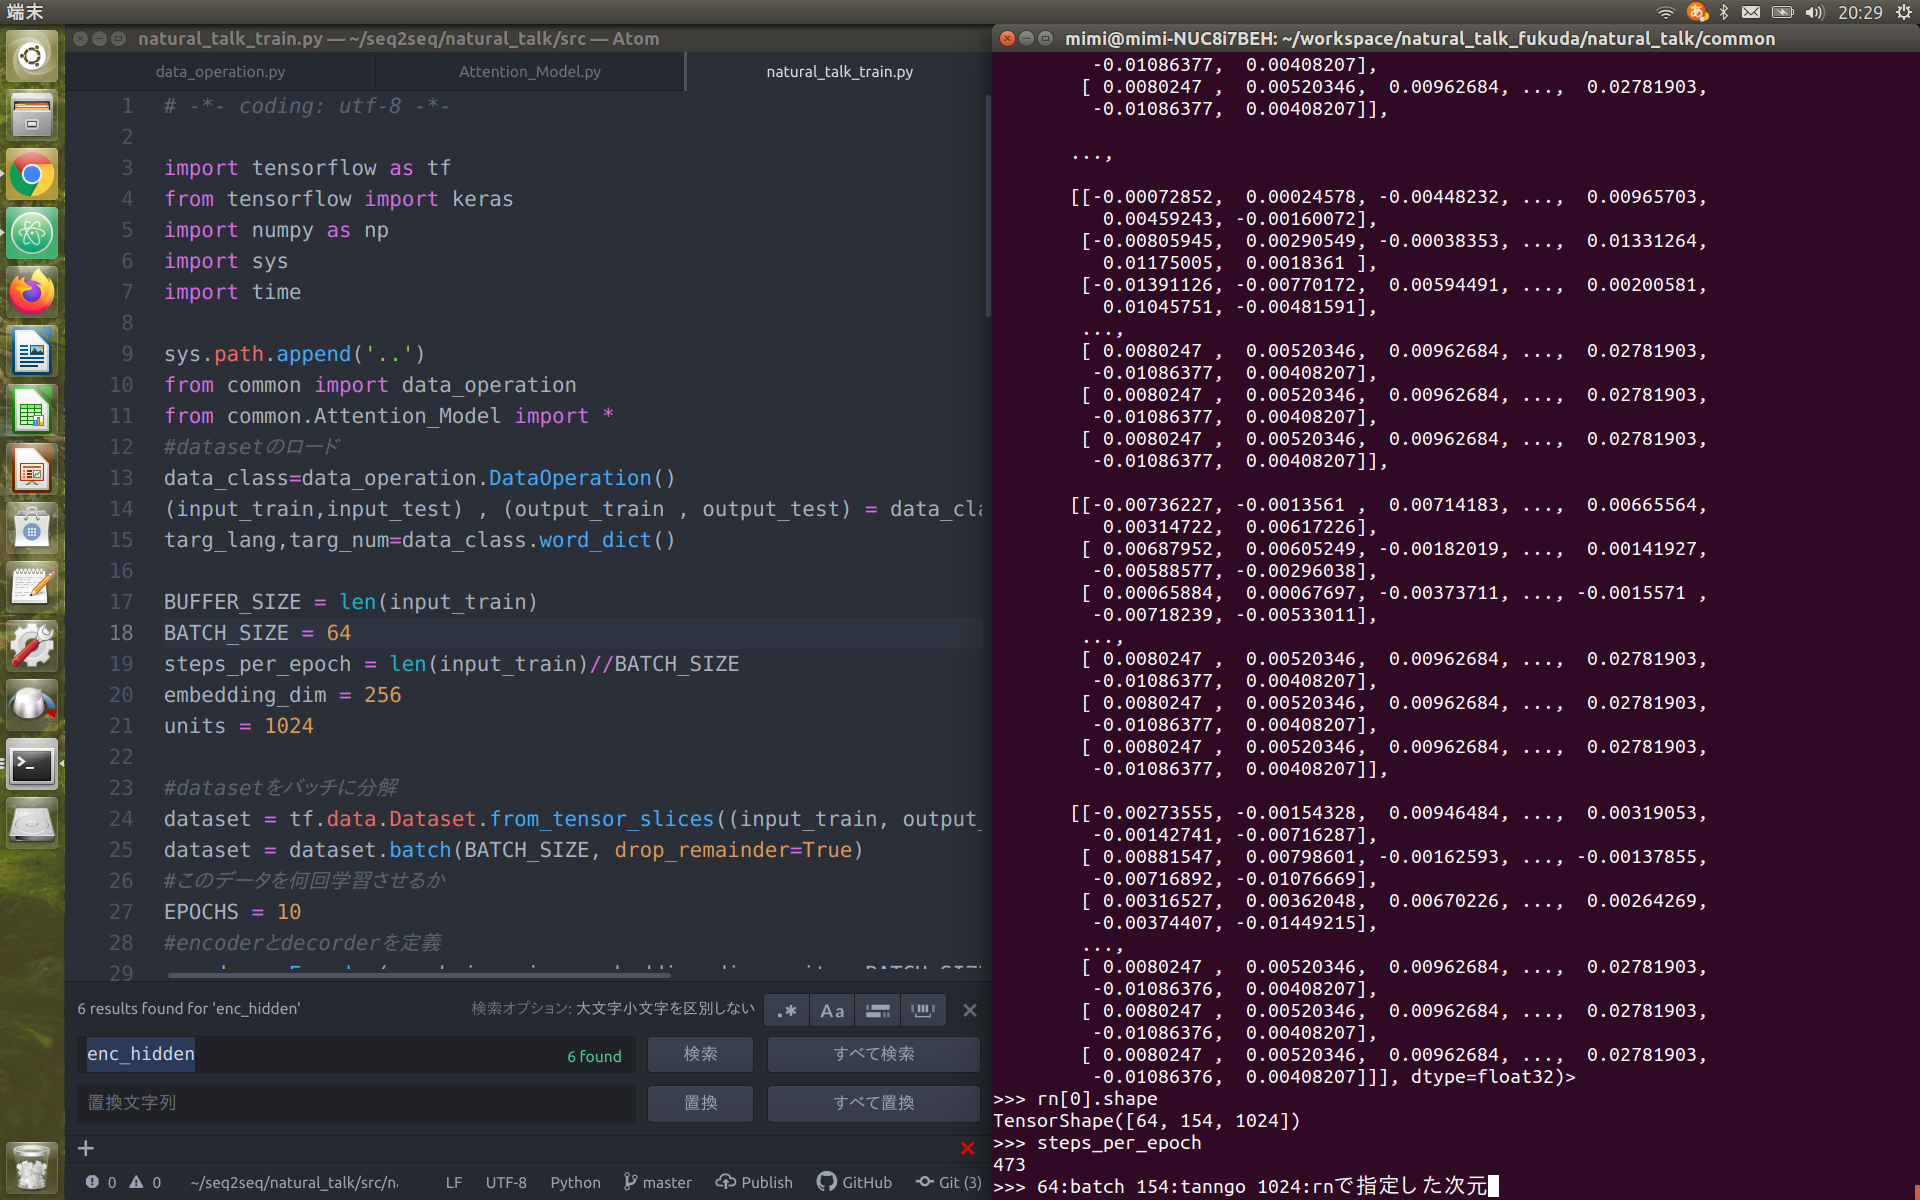 端末
20:29
natural_talk_train.py — ~/seq2seq/natural_talk/src — Atom
data_operation.py
Attention_Model.py
natural_talk_train.py
1 # -*- coding: utf-8 -*-
2
3 import tensorflow as tf
4 from tensorflow import keras
5 import numpy as np
6 import sys
7 import time
8
9 sys.path.append('..')
10 from common import data_operation
11 from common.Attention_Model import *
12 #datasetのロード
13 data_class=data_operation.DataOperation()
14 (input_train,input_test) , (output_train , output_test) = data_cla
15 targ_lang,targ_num=data_class.word_dict()
16
17 BUFFER_SIZE = len(input_train)
18 BATCH_SIZE = 64
19 steps_per_epoch = len(input_train)//BATCH_SIZE
20 embedding_dim = 256
21 units = 1024
22
23 #datasetをバッチに分解
24 dataset = tf.data.Dataset.from_tensor_slices((input_train, output_
25 dataset = dataset.batch(BATCH_SIZE, drop_remainder=True)
26 #このデータを何回学習させるか
27 EPOCHS = 10
28 #encoderとdecorderを定義
29
6 results found for 'enc_hidden'
検索オプション: 大文字小文字を区別しない
.* Aa
enc_hidden
6 found
検索
すべて検索
置換文字列
置換
すべて置換
0 0 ~/seq2seq/natural_talk/src/n
LF UTF-8 Python master Publish GitHub Git (3)
mimi@mimi-NUC8i7BEH: ~/workspace/natural_talk_fukuda/natural_talk/common
-0.01086377, 0.00408207],
[ 0.0080247 , 0.00520346, 0.00962684, ..., 0.02781903,
-0.01086377, 0.00408207]],
...,
[[-0.00072852, 0.00024578, -0.00448232, ..., 0.00965703,
0.00459243, -0.00160072],
[-0.00805945, 0.00290549, -0.00038353, ..., 0.01331264,
0.01175005, 0.0018361 ],
[-0.01391126, -0.00770172, 0.00594491, ..., 0.00200581,
0.01045751, -0.00481591],
...,
[ 0.0080247 , 0.00520346, 0.00962684, ..., 0.02781903,
-0.01086377, 0.00408207],
[ 0.0080247 , 0.00520346, 0.00962684, ..., 0.02781903,
-0.01086377, 0.00408207],
[ 0.0080247 , 0.00520346, 0.00962684, ..., 0.02781903,
-0.01086377, 0.00408207]],
[[-0.00736227, -0.0013561 , 0.00714183, ..., 0.00665564,
0.00314722, 0.00617226],
[ 0.00687952, 0.00605249, -0.00182019, ..., 0.00141927,
-0.00588577, -0.00296038],
[ 0.00065884, 0.00067697, -0.00373711, ..., -0.0015571 ,
-0.00718239, -0.00533011],
...,
[ 0.0080247 , 0.00520346, 0.00962684, ..., 0.02781903,
-0.01086377, 0.00408207],
[ 0.0080247 , 0.00520346, 0.00962684, ..., 0.02781903,
-0.01086377, 0.00408207],
[ 0.0080247 , 0.00520346, 0.00962684, ..., 0.02781903,
-0.01086377, 0.00408207]],
[[-0.00273555, -0.00154328, 0.00946484, ..., 0.00319053,
-0.00142741, -0.00716287],
[ 0.00881547, 0.00798601, -0.00162593, ..., -0.00137855,
-0.00716892, -0.01076669],
[ 0.00316527, 0.00362048, 0.00670226, ..., 0.00264269,
-0.00374407, -0.01449215],
...,
[ 0.0080247 , 0.00520346, 0.00962684, ..., 0.02781903,
-0.01086376, 0.00408207],
[ 0.0080247 , 0.00520346, 0.00962684, ..., 0.02781903,
-0.01086376, 0.00408207],
[ 0.0080247 , 0.00520346, 0.00962684, ..., 0.02781903,
-0.01086376, 0.00408207]]], dtype=float32)>
>>> rn[0].shape
TensorShape([64, 154, 1024])
>>> steps_per_epoch
473
>>> 64:batch 154:tanngo 1024:rnで指定した次元